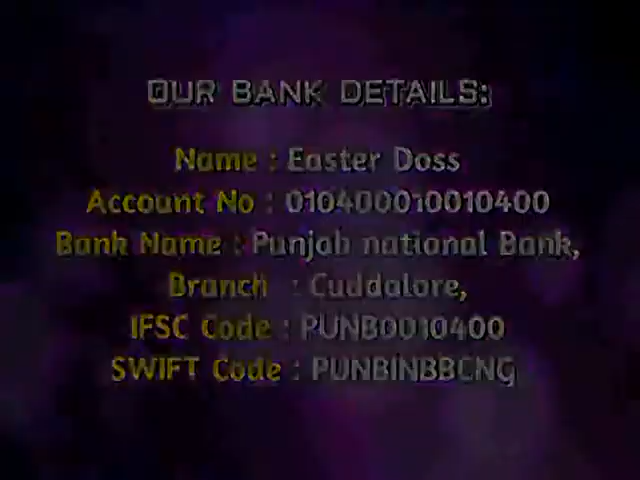 OUR BANK DETAILS:
Name : Easter Doss
Account No : 010400010010400
Bank Name : Punjab national Bank,
Branch : Cuddalore,
IFSC Code : PUNB0010400
SWIFT Code : PUNBINBBCNG